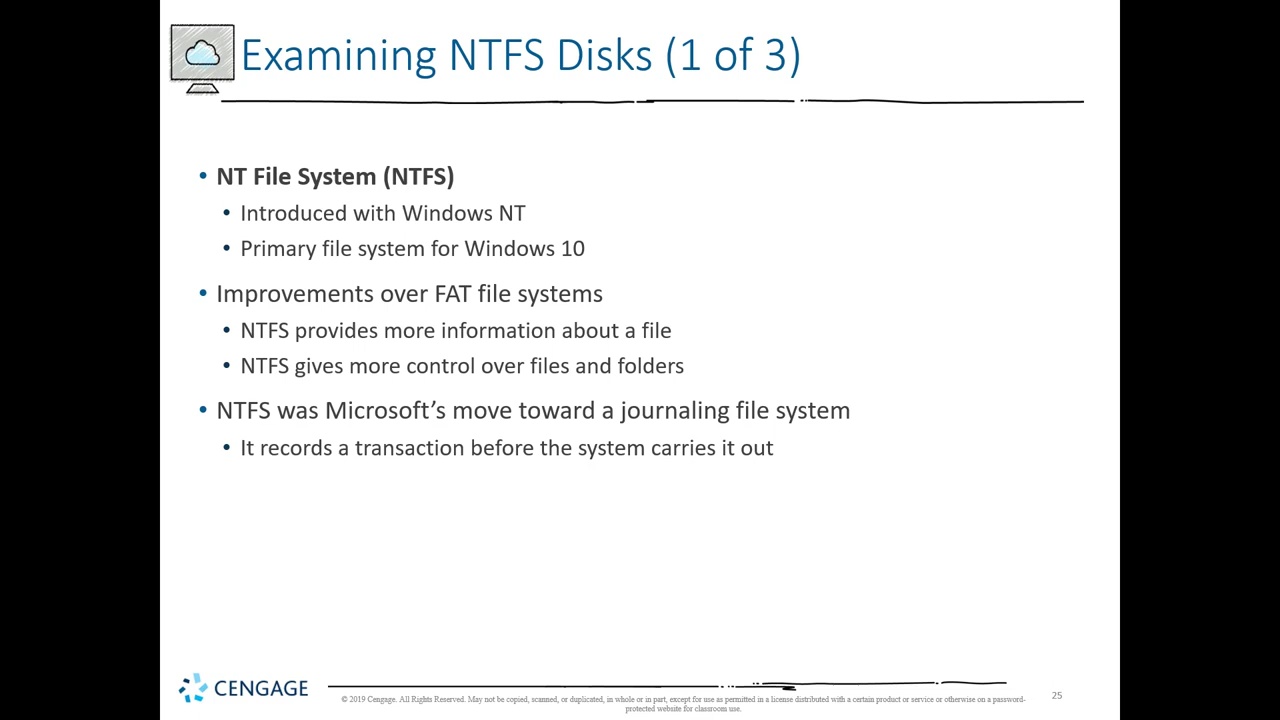 Examining NTFS Disks (1 of 3)
• NT File System (NTFS)
• Introduced with Windows NT
• Primary file system for Windows 10
• Improvements over FAT file systems
• NTFS provides more information about a file
• NTFS gives more control over files and folders
• NTFS was Microsoft’s move toward a journaling file system
• It records a transaction before the system carries it out
CENGAGE
© 2019 Cengage. All Rights Reserved. May not be copied, scanned, or duplicated, in whole or in part, except for use as permitted in a license distributed with a certain product or service or otherwise on a password-
protected website for classroom use.
25